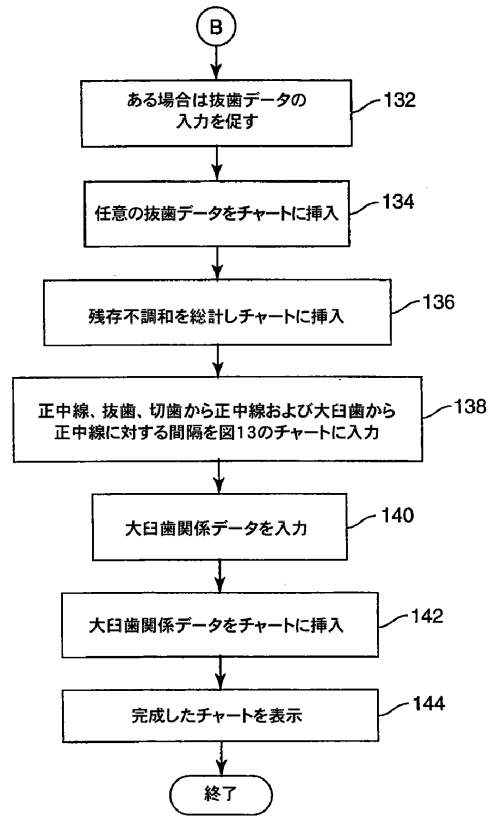 B
ある場合は抜歯データの
入力を促す
132
任意の抜歯データをチャートに挿入
134
残存不調和を総計しチャートに挿入
136
正中線、抜歯、切歯から正中線および大臼歯から
正中線に対する間隔を図13のチャートに入力
138
大臼歯関係データを入力
140
大臼歯関係データをチャートに挿入
142
完成したチャートを表示
144
終了